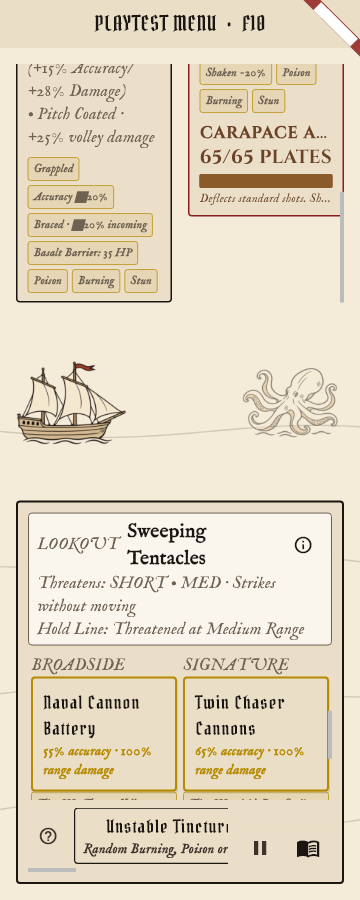 PLAYTEST MENU · F10
(+15% Accuracy/
+28% Damage)
• Pitch Coated ·
+25% volley damage
Grappled
Accuracy 20%
Braced · 20% incoming
Basalt Barrier: 35 HP
Poison Burning Stun
Shaken -20% Poison
Burning Stun
CARAPACE A...
65/65 PLATES
Deflects standard shots. Sh...
LOOKOUT Sweeping
Tentacles
Threatens: SHORT • MED · Strikes
without moving
Hold Line: Threatened at Medium Range
BROADSIDE
Naval Cannon
Battery
55% accuracy · 100%
range damage
SIGNATURE
Twin Chaser
Cannons
65% accuracy · 100%
range damage
Unstable Tincture
Random Burning, Poison or